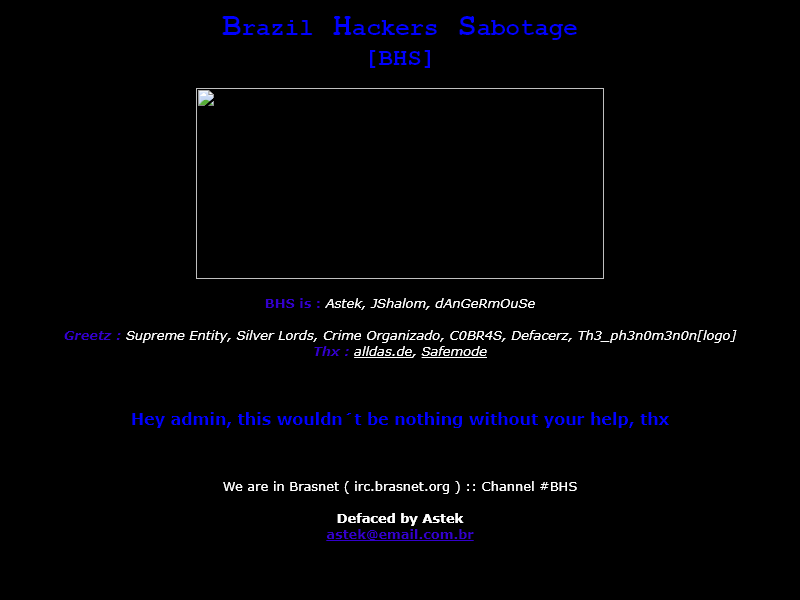 Brazil Hackers Sabotage
[BHS]
BHS is : Astek, JShalom, dAnGeRmOuSe
Greetz : Supreme Entity, Silver Lords, Crime Organizado, C0BR4S, Defacerz, Th3_ph3n0m3n0n[logo]
Thx : alldas.de, Safemode
Hey admin, this wouldn´t be nothing without your help, thx
We are in Brasnet ( irc.brasnet.org ) :: Channel #BHS
Defaced by Astek
astek@email.com.br